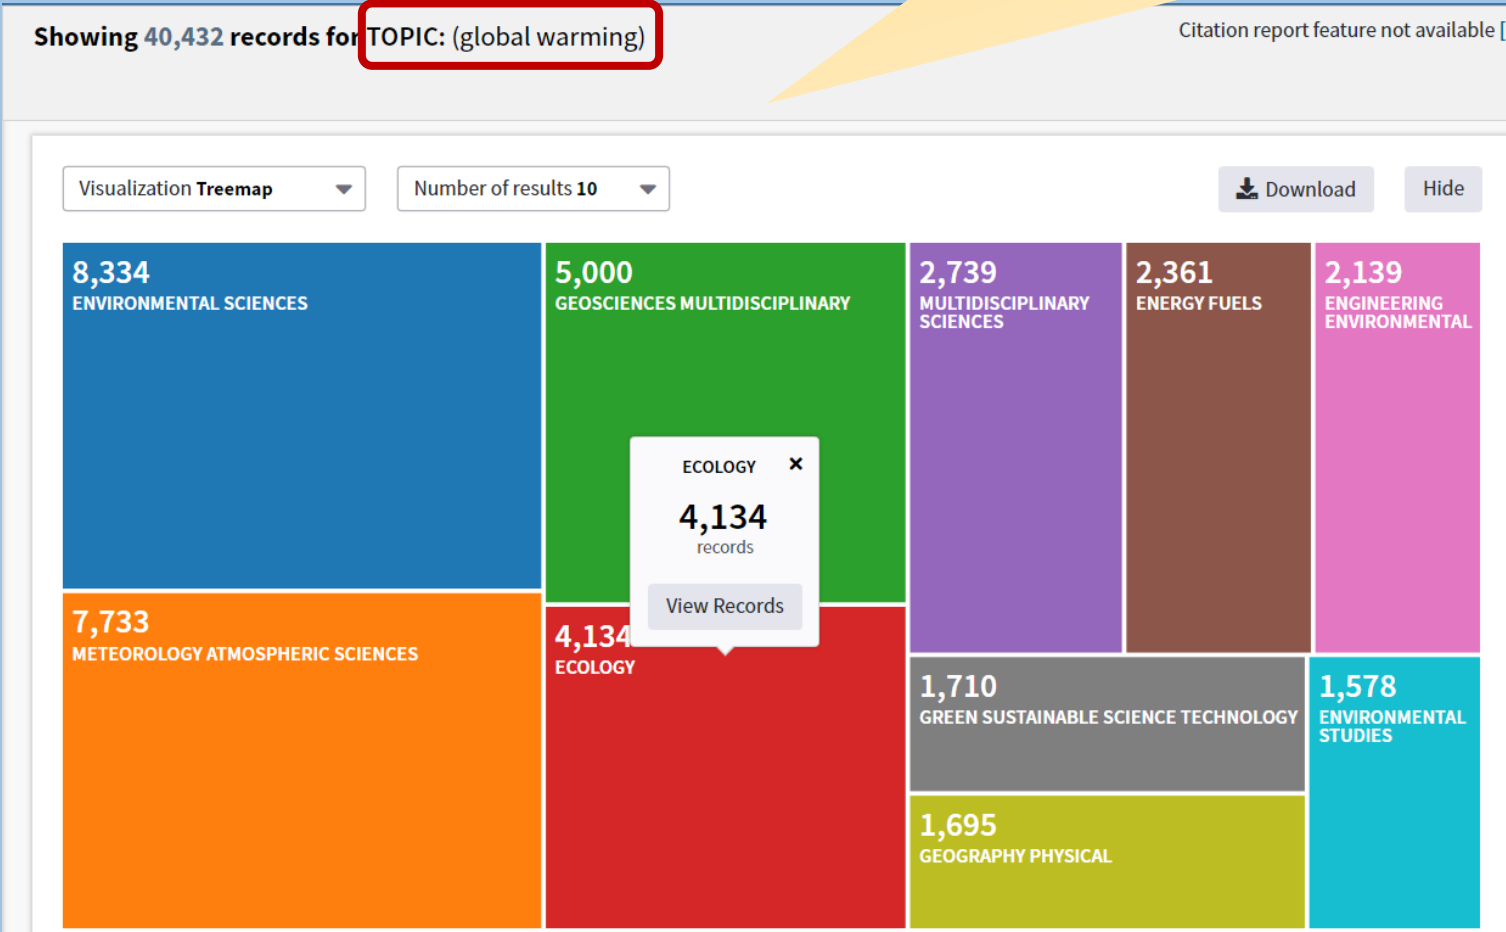 Showing 40,432 records for TOPIC: (global warming)
Citation report feature not available [
Visualization Treemap
Number of results 10
Download
Hide
8,334
ENVIRONMENTAL SCIENCES
5,000
GEOSCIENCES MULTIDISCIPLINARY
2,739
MULTIDISCIPLINARY
SCIENCES
2,361
ENERGY FUELS
2,139
ENGINEERING
ENVIRONMENTAL
ECOLOGY ×
4,134
records
View Records
7,733
METEOROLOGY ATMOSPHERIC SCIENCES
4,134
ECOLOGY
1,710
GREEN SUSTAINABLE SCIENCE TECHNOLOGY
1,578
ENVIRONMENTAL
STUDIES
1,695
GEOGRAPHY PHYSICAL